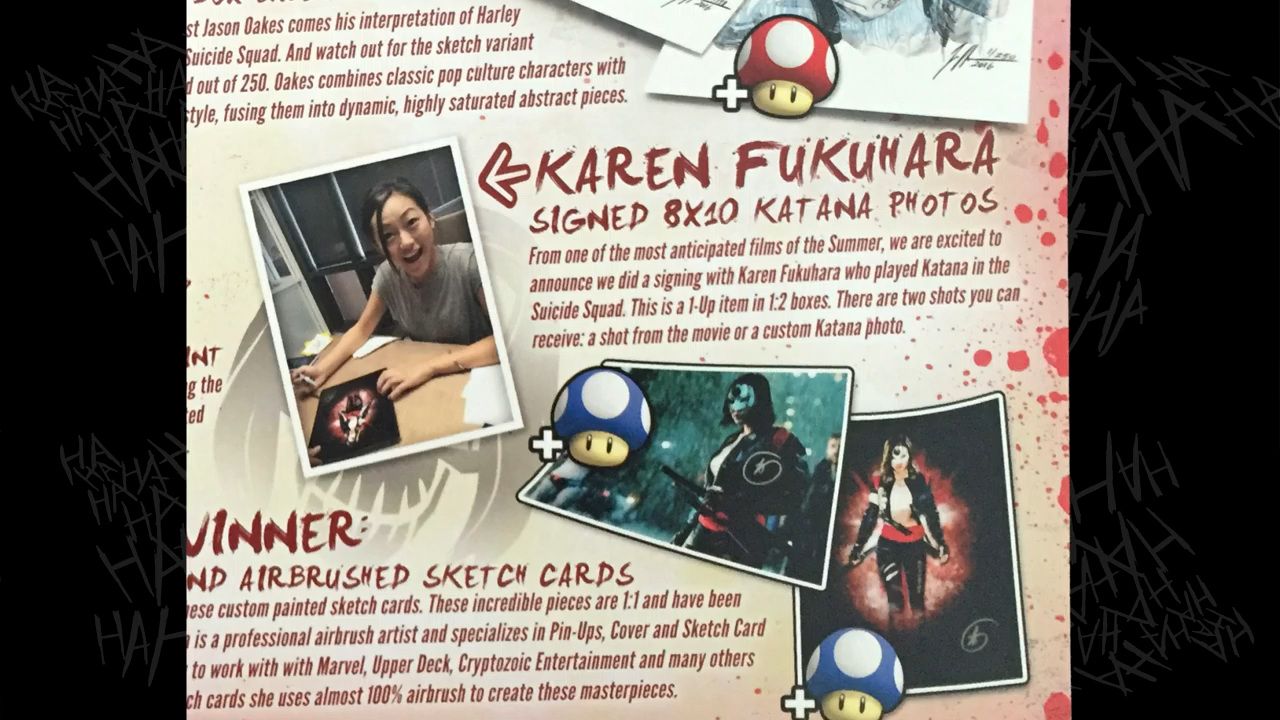 st Jason Oakes comes his interpretation of Harley
Suicide Squad. And watch out for the sketch variant
d out of 250. Oakes combines classic pop culture characters with
tyle, fusing them into dynamic, highly saturated abstract pieces.
2016
KAREN FUKUHARA
SIGNED 8X10 KATANA PHOTOS
From one of the most anticipated films of the Summer, we are excited to
announce we did a signing with Karen Fukuhara who played Katana in the
Suicide Squad. This is a 1-Up item in 1:2 boxes. There are two shots you can
receive: a shot from the movie or a custom Katana photo.
INT
g the
ted
WINNER:
ND AIRBRUSHED SKETCH CARDS
ese custom painted sketch cards. These incredible pieces are 1:1 and have been
is a professional airbrush artist and specializes in Pin-Ups, Cover and Sketch Card
to work with with Marvel, Upper Deck, Cryptozoic Entertainment and many others
ch cards she uses almost 100% airbrush to create these masterpieces.